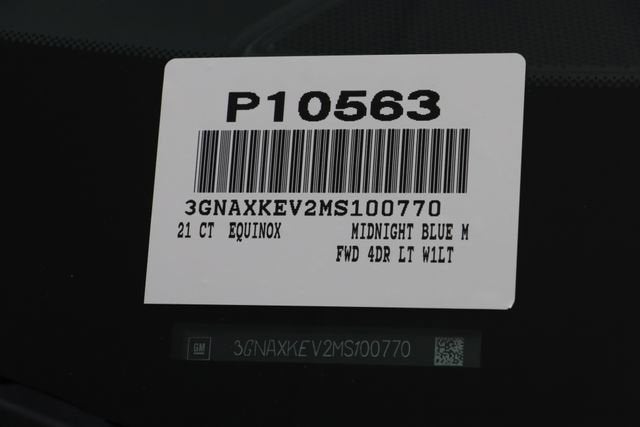 P10563
3GNAXKEV2MS100770
21 CT EQUINOX MIDNIGHT BLUE M
FWD 4DR LT W1LT
GM 3GNAXKEV2MS100770